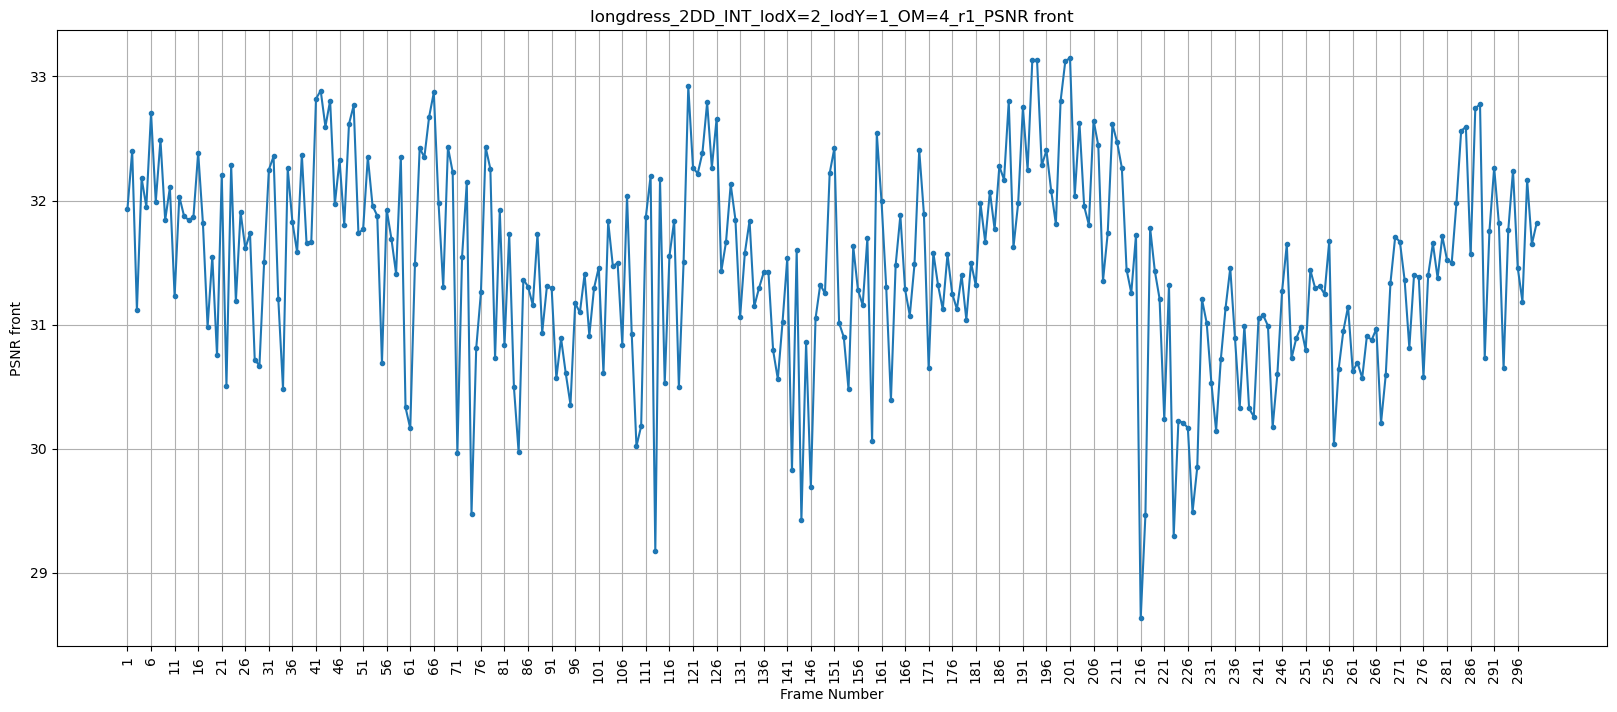 longdress_2DD_INT_lodX=2_lodY=1_OM=4_r1_PSNR front
PSNR front
33
32
31
30
29
1 6 11 16 21 26 31 36 41 46 51 56 61 66 71 76 81 86 91 96 101 106 111 116 121 126 131 136 141 146 151 156 161 166 171 176 181 186 191 196 201 206 211 216 221 226 231 236 241 246 251 256 261 266 271 276 281 286 291 296
Frame Number